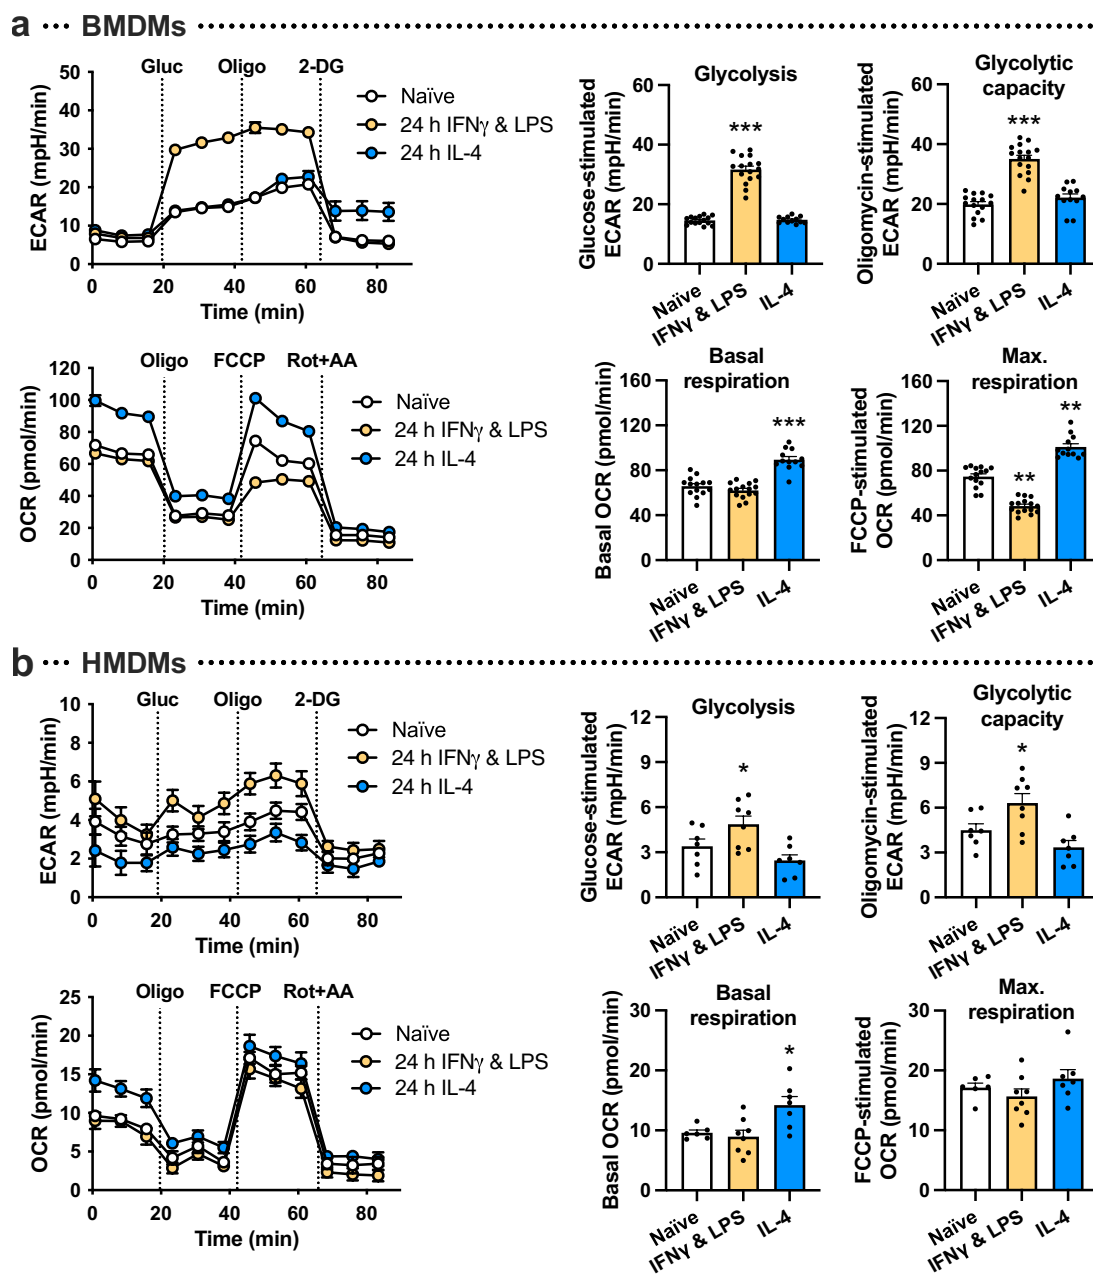 a BMDMs
Gluc Oligo 2-DG
50
40
30
20
10
0
ECAR (mpH/min)
0 20 40 60 80
Time (min)
Naïve
24 h IFNγ & LPS
24 h IL-4
Glycolysis
Glucose-stimulated
ECAR (mpH/min)
60
40
20
0
***
Naïve
IFNγ & LPS
IL-4
Glycolytic
capacity
Oligomycin-stimulated
ECAR (mpH/min)
60
40
20
0
***
Naïve
IFNγ & LPS
IL-4
Oligo FCCP Rot+AA
120
100
80
60
40
20
0
OCR (pmol/min)
0 20 40 60 80
Time (min)
Naïve
24 h IFNγ & LPS
24 h IL-4
Basal
respiration
Basal OCR (pmol/min)
160
120
80
40
0
***
Naïve
IFNγ & LPS
IL-4
Max.
respiration
FCCP-stimulated
OCR (pmol/min)
160
80
40
0
**
**
Naïve
IFNγ & LPS
IL-4
b HMDMs
Gluc Oligo 2-DG
10
8
6
4
2
0
ECAR (mpH/min)
0 20 40 60 80
Time (min)
Naïve
24 h IFNγ & LPS
24 h IL-4
Glycolysis
Glucose-stimulated
ECAR (mpH/min)
12
9
6
3
0
*
Naïve
IFNγ & LPS
IL-4
Glycolytic
capacity
Oligomycin-stimulated
ECAR (mpH/min)
12
9
6
3
0
*
Naïve
IFNγ & LPS
IL-4
Oligo FCCP Rot+AA
25
20
15
10
5
0
OCR (pmol/min)
0 20 40 60 80
Time (min)
Naïve
24 h IFNγ & LPS
24 h IL-4
Basal
respiration
Basal OCR (pmol/min)
30
20
10
0
*
Naïve
IFNγ & LPS
IL-4
Max.
respiration
FCCP-stimulated
OCR (pmol/min)
30
20
10
0
Naïve
IFNγ & LPS
IL-4